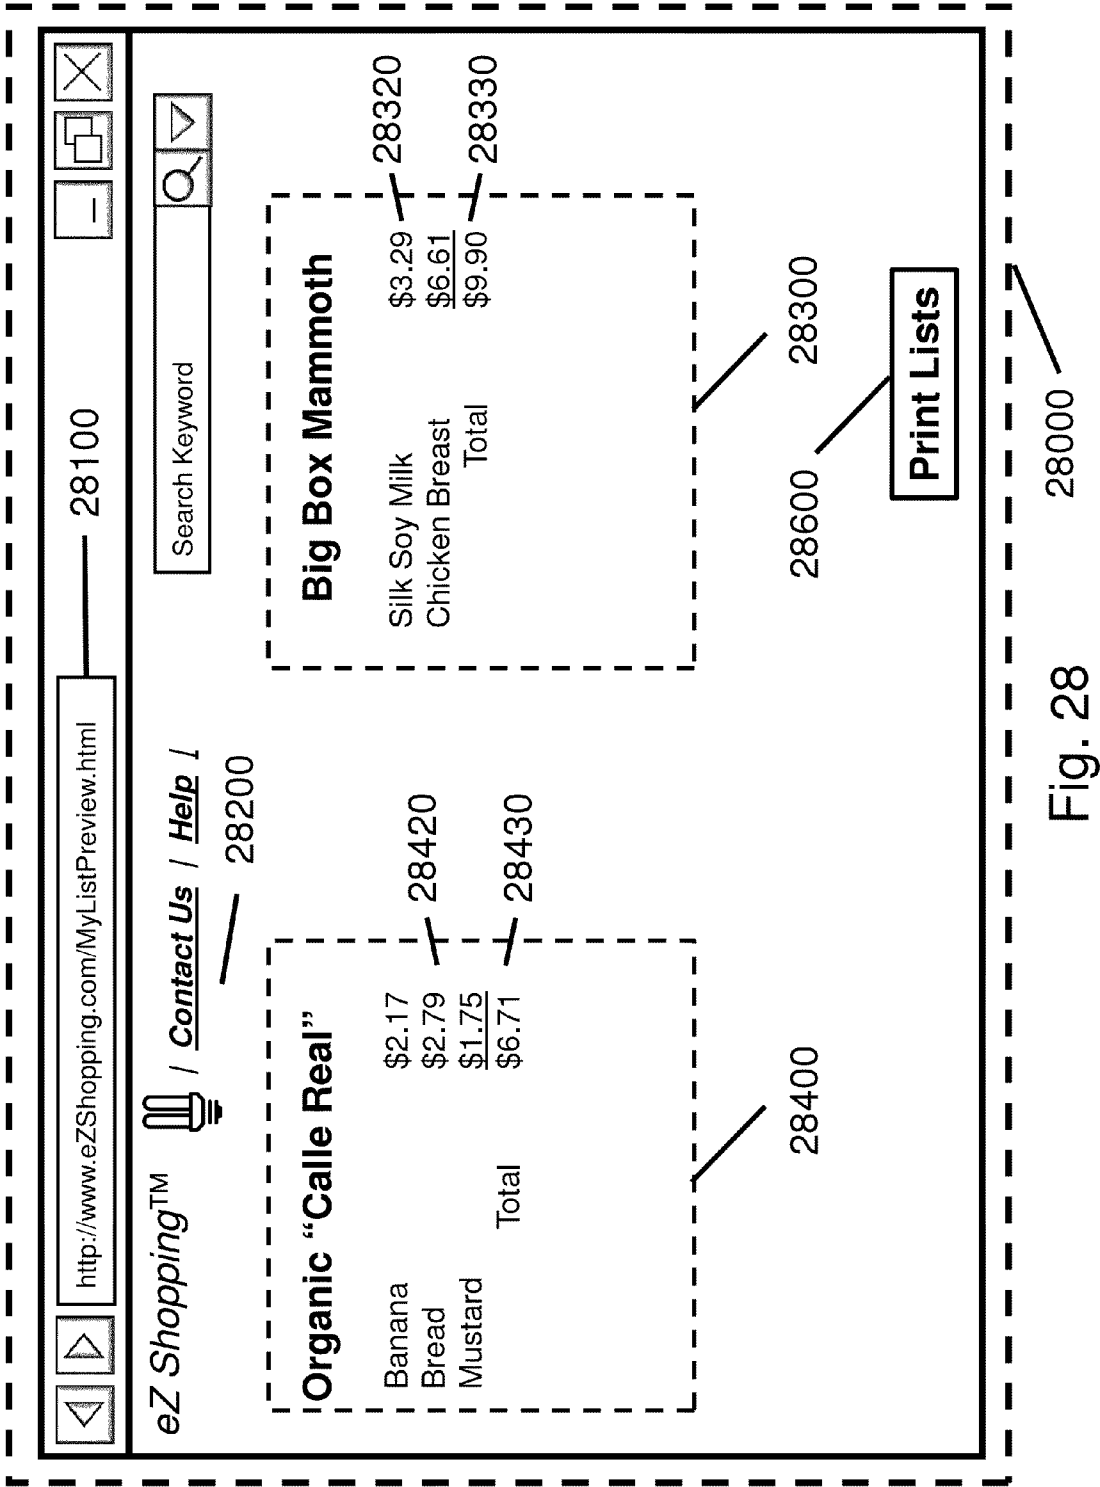 http://www.eZShopping.com/MyListPreview.html
28100
eZ Shopping™ / Contact Us / Help /
28200
Search Keyword
Organic “Calle Real”
Banana $2.17
Bread $2.79
Mustard $1.75
Total $6.71
28420
28430
28400
Big Box Mammoth
Silk Soy Milk $3.29
Chicken Breast $6.61
Total $9.90
28320
28330
28300
28600
Print Lists
28000
Fig. 28